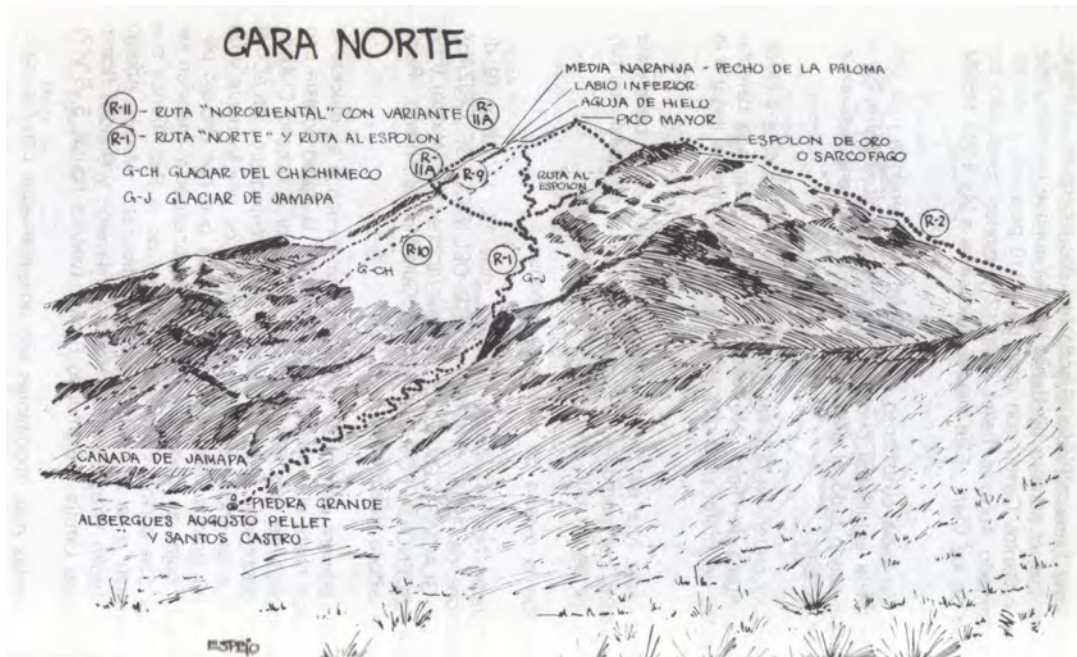 CARA NORTE
R-11 - RUTA "NORORIENTAL" CON VARIANTE R-11A
R-1 - RUTA "NORTE" Y RUTA AL ESPOLON
G-CH GLACIAR DEL CHICHIMECO
G-J GLACIAR DE JAMAPA
MEDIA NARANJA - PECHO DE LA PALOMA
LABIO INFERIOR
AGUJA DE HIELO
PICO MAYOR
ESPOLON DE ORO
O SARCOFAGO
R-11A
R-9
RUTA AL
ESPOLON
R-2
R-10
R-1
G-CH
G-J
CAÑADA DE JAMAPA
PIEDRA GRANDE
ALBERGUES AUGUSTO PELLET
Y SANTOS CASTRO
ESPEJO